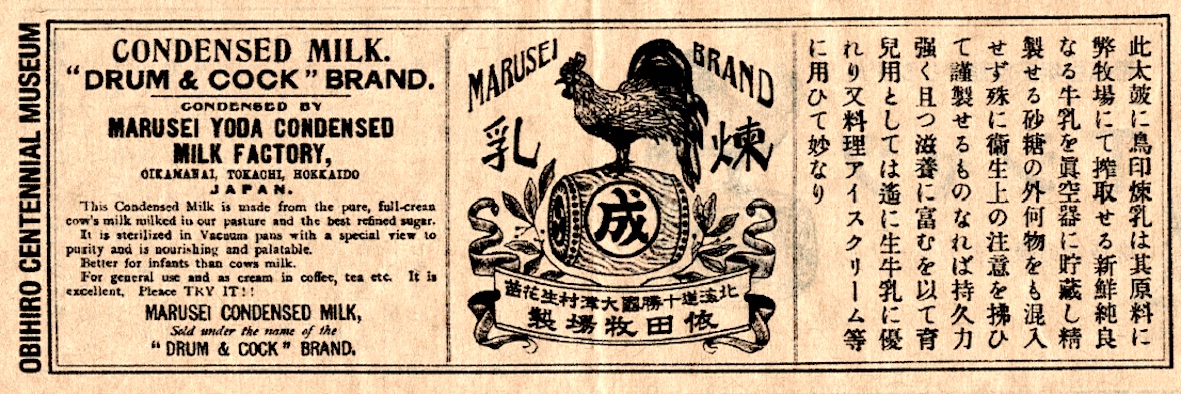 OBIHIRO CENTENNIAL MUSEUM
CONDENSED MILK.
"DRUM & COCK" BRAND.
CONDENSED BY
MARUSEI YODA CONDENSED
MILK FACTORY,
OIKAMANAI, TOKACHI, HOKKAIDO
JAPAN.
This Condensed Milk is made from the pure, full-crean
cow's milk milked in our pasture and the best refined sugar.
It is sterilized in Vacuum pans with a special view to
purity and is nourishing and palatable.
Better for infants than cows milk.
For general use and as cream in coffee, tea etc. It is
excellent, Pleace TRY IT!!
MARUSEI CONDENSED MILK,
Sold under the name of the
"DRUM & COCK" BRAND.
MARUSEI BRAND
煉乳
成
北海道十勝國大津村生花苗
依田牧場製
此太皷に鳥印煉乳は其原料に
弊牧場にて搾取せる新鮮純良
なる牛乳を眞空器に貯藏し精
製せる砂糖の外何物をも混入
せず殊に衞生上の注意を拂ひ
て謹製せるものなれば持久力
强く且つ滋養に富むを以て育
兒用としては遙に生牛乳に優
れり又料理アイスクリーム等
に用ひて妙なり